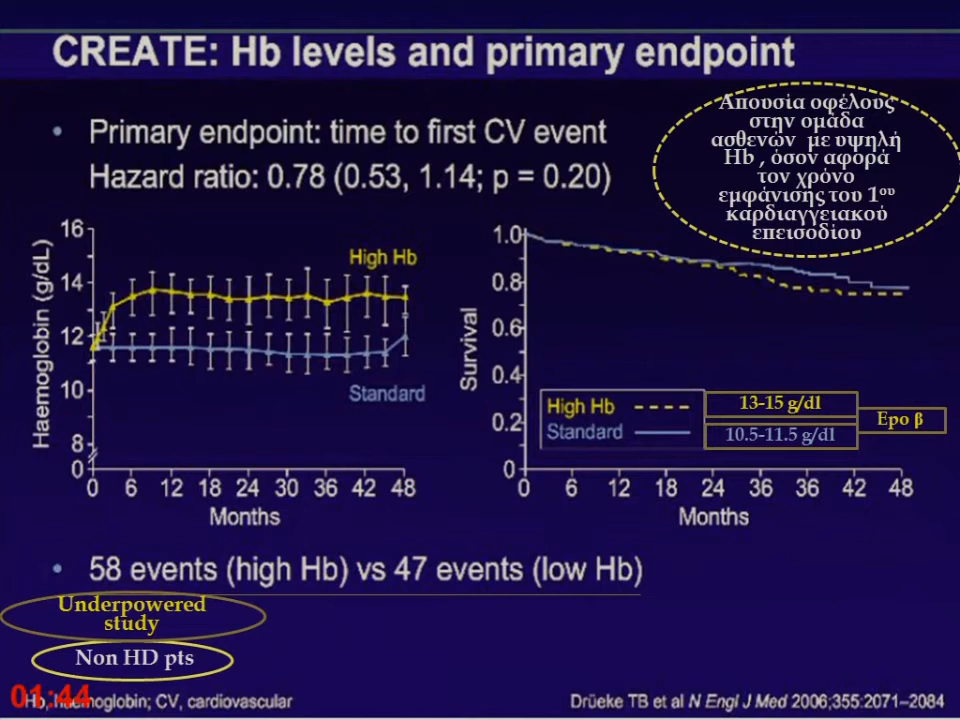 CREATE: Hb levels and primary endpoint
• Primary endpoint: time to first CV event
Hazard ratio: 0.78 (0.53, 1.14; p = 0.20)
Απουσία οφέλους
στην ομάδα
ασθενών με υψηλή
Hb , όσον αφορά
τον χρόνο
εμφάνισης του 1ου
καρδιαγγειακού
επεισοδίου
Haemoglobin (g/dL)
16
14
12
10
8
0
High Hb
Standard
0 6 12 18 24 30 36 42 48
Months
Survival
1.0
0.8
0.6
0.4
0.2
0
High Hb
Standard
13-15 g/dl
10.5-11.5 g/dl
Epo β
0 6 12 18 24 36 36 42 48
Months
• 58 events (high Hb) vs 47 events (low Hb)
Underpowered
study
Non HD pts
01:44
Hb, haemoglobin; CV, cardiovascular
Drüeke TB et al N Engl J Med 2006;355:2071–2084